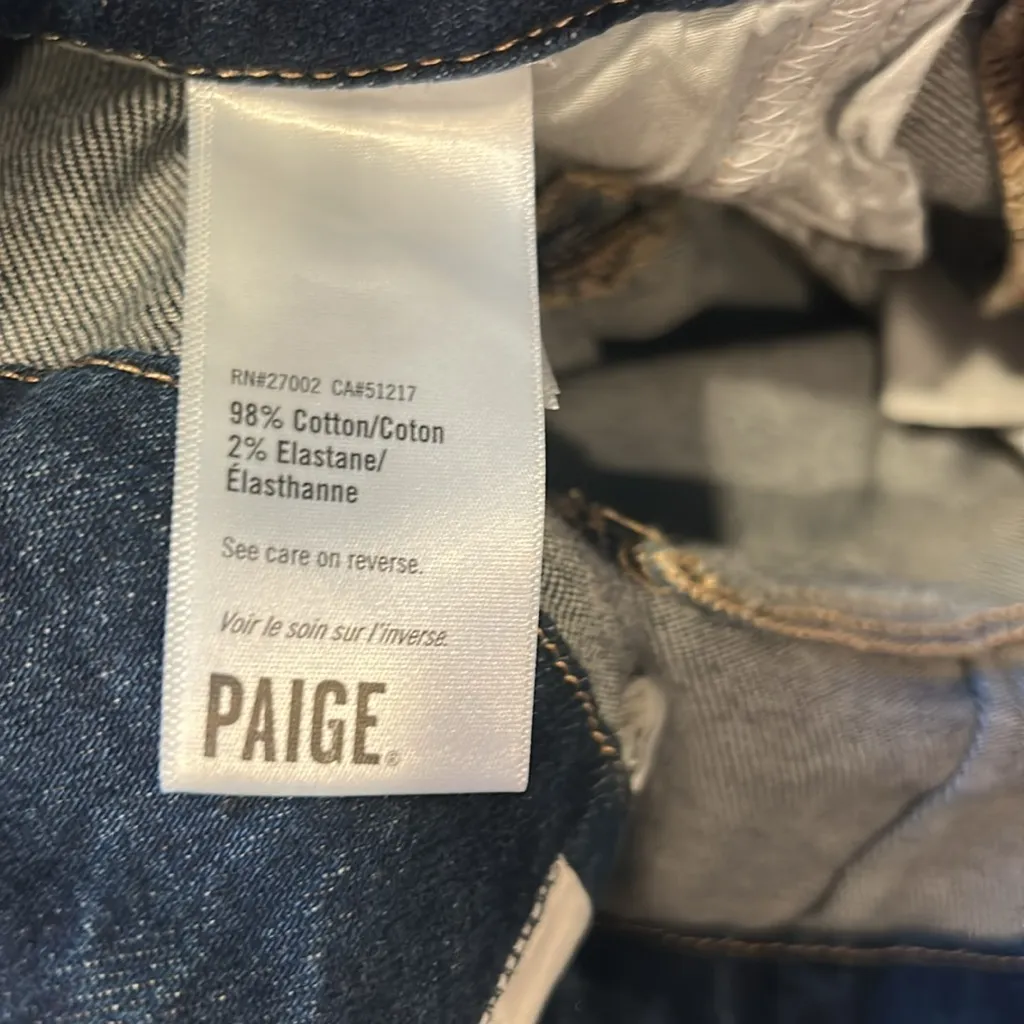 RN#27002 CA#51217
98% Cotton/Coton
2% Elastane/
Élasthanne
See care on reverse.
Voir le soin sur l'inverse.
PAIGE®